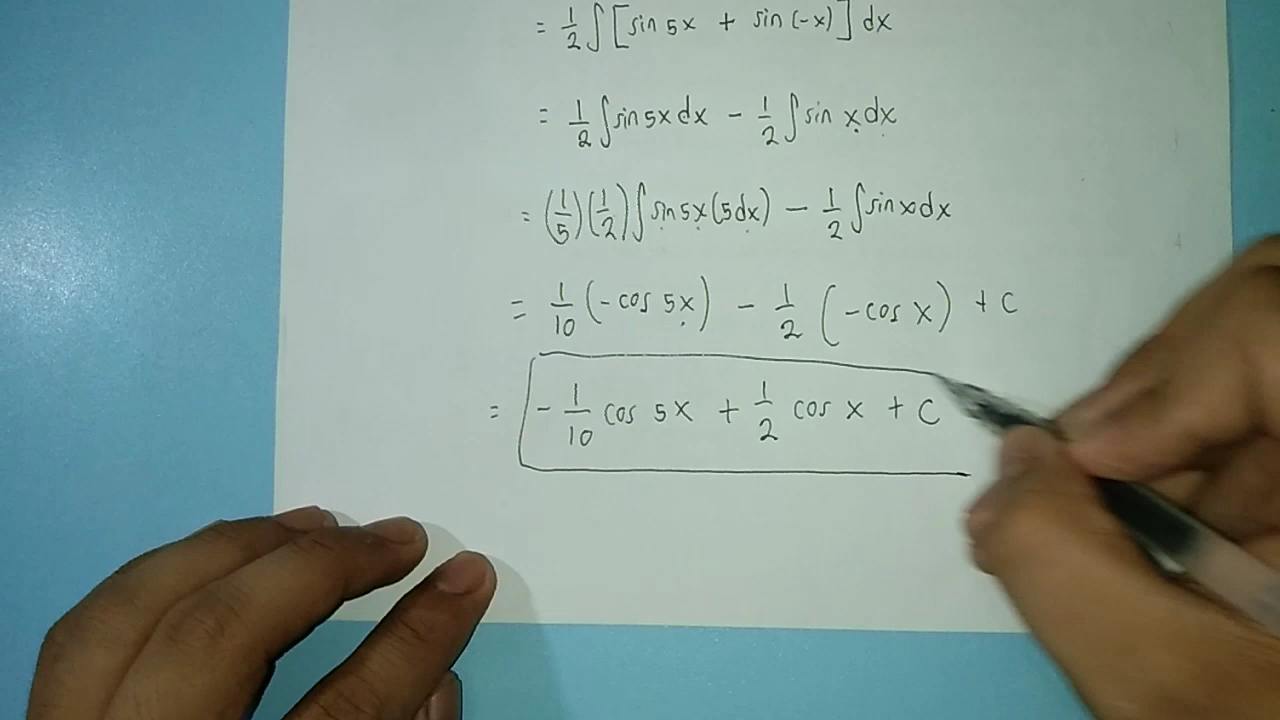 = 1/2 ∫ [sin 5x + sin (-x)] dx
= 1/2 ∫ sin 5x dx - 1/2 ∫ sin x dx
= (1/5)(1/2) ∫ sin 5x (5dx) - 1/2 ∫ sin x dx
= 1/10 (-cos 5x) - 1/2 (-cos x) + C
= - 1/10 cos 5x + 1/2 cos x + C